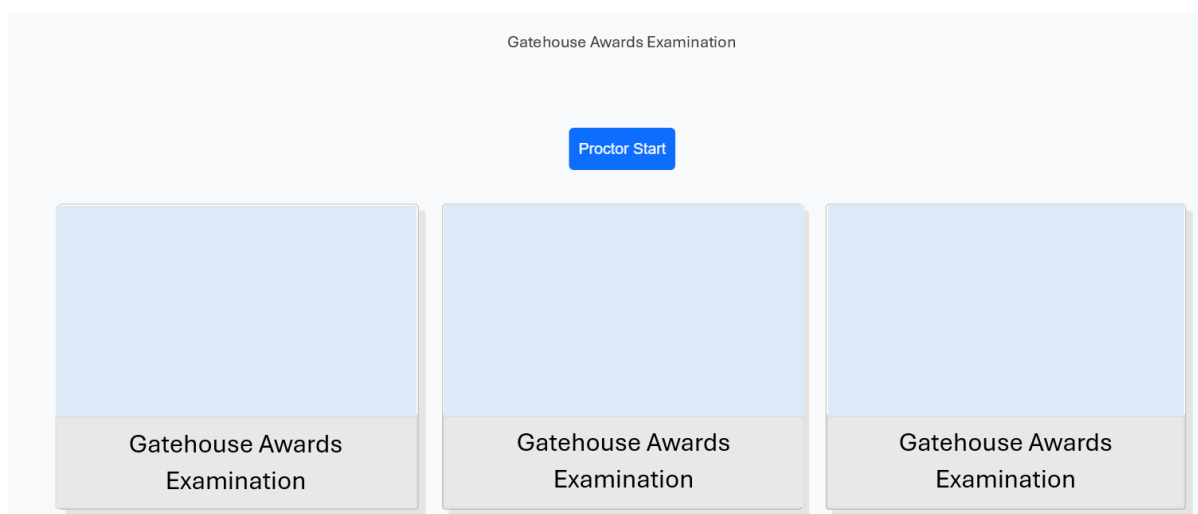 Gatehouse Awards Examination
Proctor Start
Gatehouse Awards
Examination
Gatehouse Awards
Examination
Gatehouse Awards
Examination